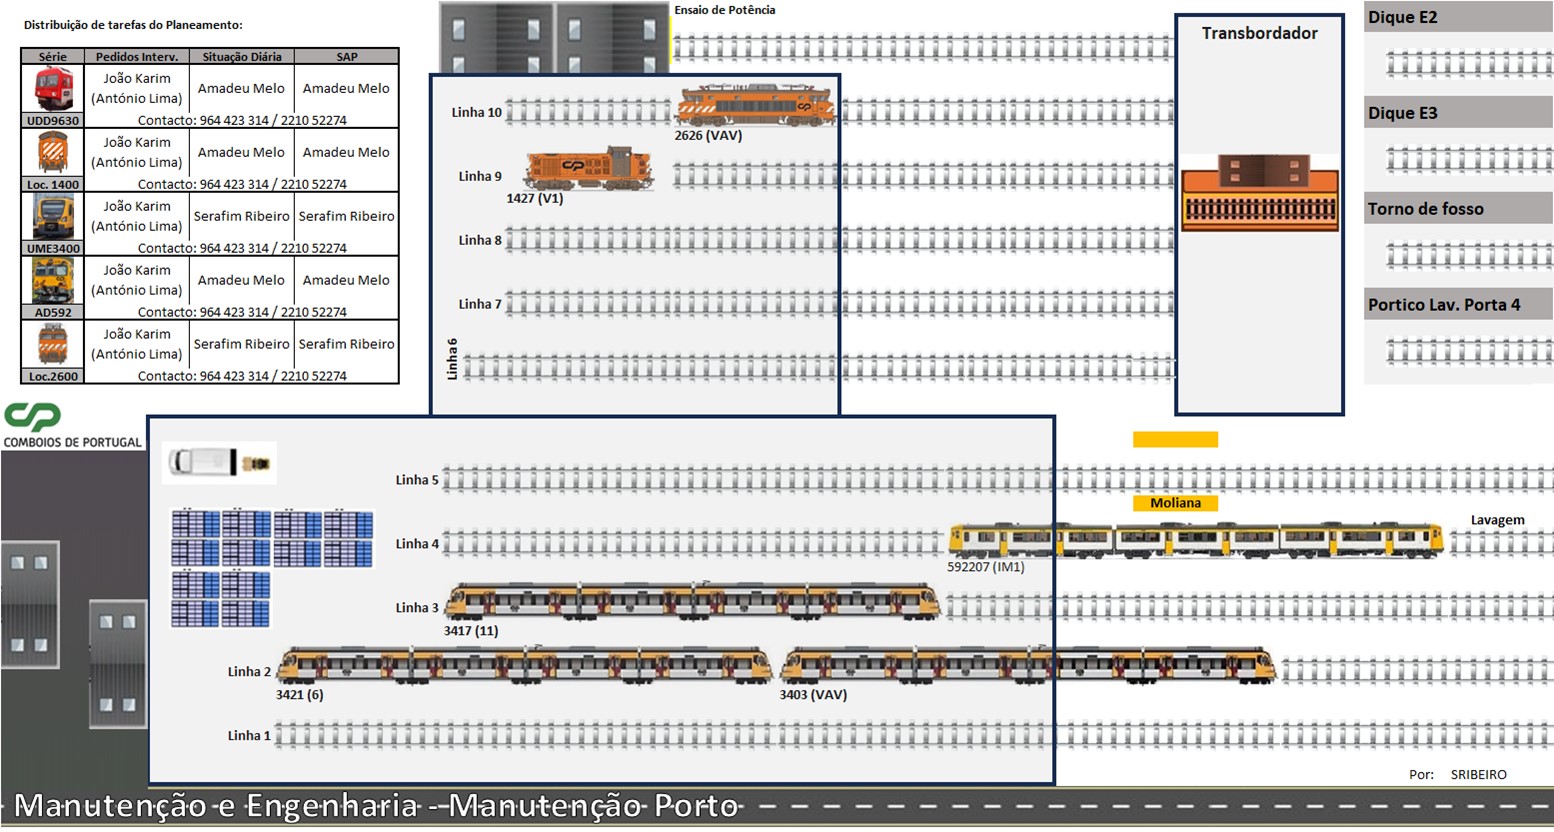 Distribuição de tarefas do Planeamento:
Série Pedidos Interv. Situação Diária SAP
João Karim
(António Lima) Amadeu Melo Amadeu Melo
UDD9630 Contacto: 964 423 314 / 2210 52274
João Karim
(António Lima) Amadeu Melo Amadeu Melo
Loc. 1400 Contacto: 964 423 314 / 2210 52274
João Karim
(António Lima) Serafim Ribeiro Serafim Ribeiro
UME3400 Contacto: 964 423 314 / 2210 52274
João Karim
(António Lima) Amadeu Melo Amadeu Melo
AD592 Contacto: 964 423 314 / 2210 52274
João Karim
(António Lima) Serafim Ribeiro Serafim Ribeiro
Loc.2600 Contacto: 964 423 314 / 2210 52274
Ensaio de Potência
Linha 10
CP
2626 (VAV)
Linha 9
CP
1427 (V1)
Linha 8
Linha 7
Linha 6
Transbordador
Dique E2
Dique E3
Torno de fosso
Portico Lav. Porta 4
CP
COMBOIOS DE PORTUGAL
Linha 5
Moliana
Linha 4
592207 (IM1)
Lavagem
Linha 3
3417 (11)
Linha 2
3421 (6)
3403 (VAV)
Linha 1
Por: SRIBEIRO
Manutenção e Engenharia - Manutenção Porto